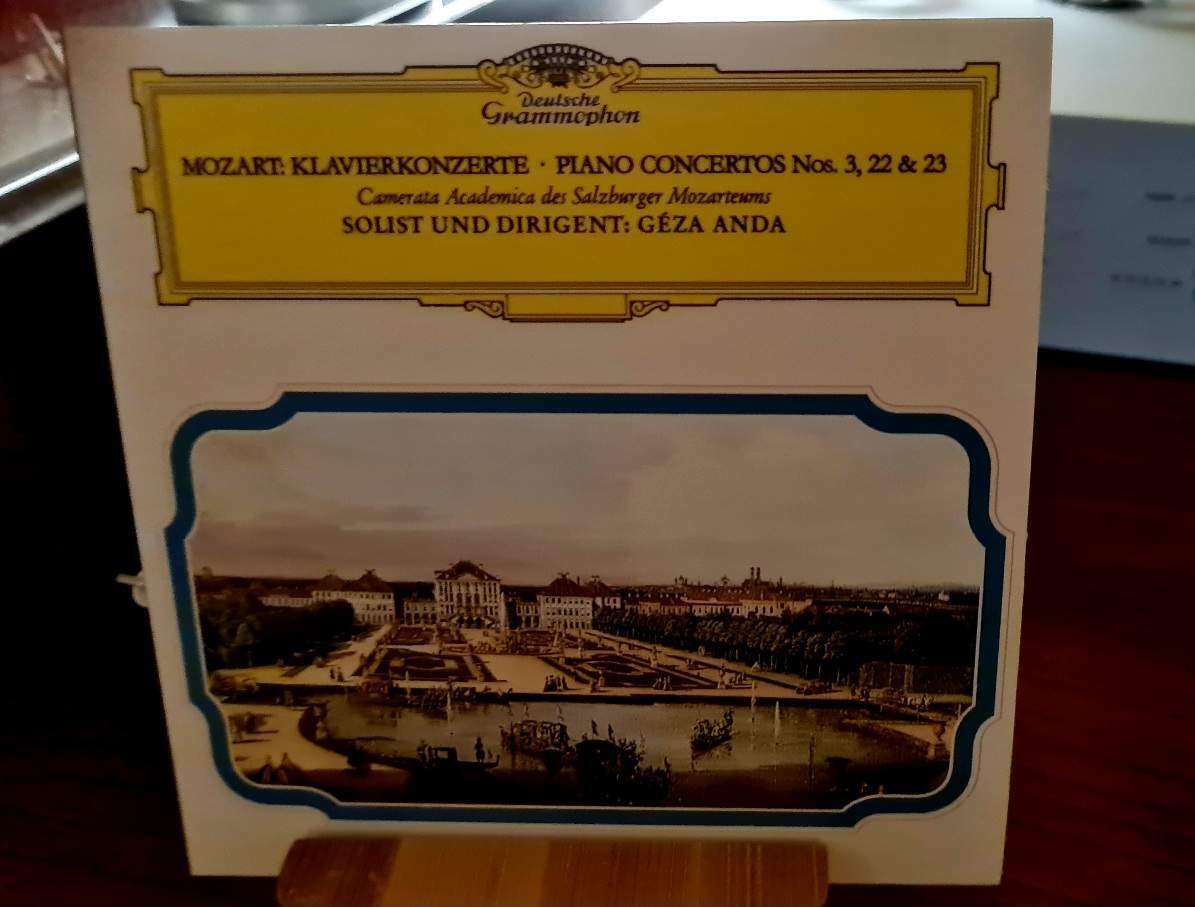 Deutsche
Grammophon
MOZART: KLAVIERKONZERTE · PIANO CONCERTOS Nos. 3, 22 & 23
Camerata Academica des Salzburger Mozarteums
SOLIST UND DIRIGENT: GÉZA ANDA